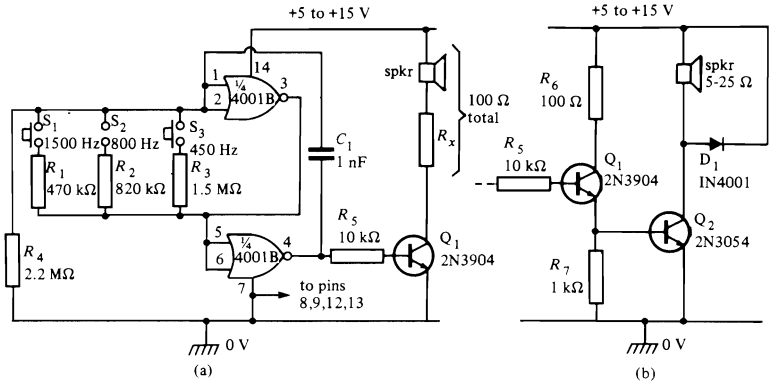 +5 to +15 V
14
1
2
3
¼
4001B
S1
S2
S3
1500 Hz
800 Hz
450 Hz
R1
470 kΩ
R2
820 kΩ
R3
1.5 MΩ
C1
1 nF
R4
2.2 MΩ
5
6
4
¼
4001B
7
R5
10 kΩ
Q1
2N3904
spkr
Rx
100 Ω
total
to pins
8,9,12,13
0 V
(a)
+5 to +15 V
R6
100 Ω
spkr
5-25 Ω
R5
10 kΩ
Q1
2N3904
D1
IN4001
Q2
2N3054
R7
1 kΩ
0 V
(b)